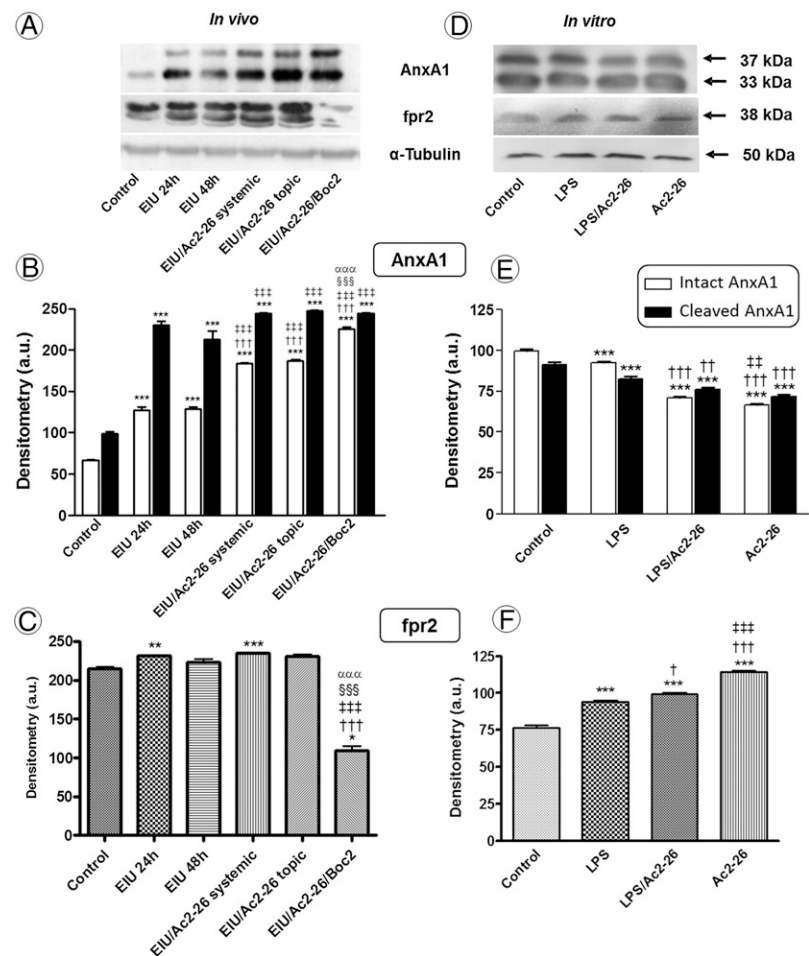 A
In vivo
AnxA1
fpr2
α-Tubulin
Control
EIU 24h
EIU 48h
EIU/Ac2-26 systemic
EIU/Ac2-26 topic
EIU/Ac2-26/Boc2
D
In vitro
37 kDa
33 kDa
38 kDa
50 kDa
Control
LPS
LPS/Ac2-26
Ac2-26
B
AnxA1
Densitometry (a.u.)
250
200
150
100
50
0
***
***
***
***
‡‡‡
†††
***
‡‡‡
***
‡‡‡
†††
***
‡‡‡
***
ααα
§§§
‡‡‡
†††
***
‡‡‡
***
Control
EIU 24h
EIU 48h
EIU/Ac2-26 systemic
EIU/Ac2-26 topic
EIU/Ac2-26/Boc2
E
Intact AnxA1
Cleaved AnxA1
Densitometry (a.u.)
125
100
75
50
25
0
***
***
†††
***
††
***
‡‡
†††
***
†††
***
Control
LPS
LPS/Ac2-26
Ac2-26
C
fpr2
Densitometry (a.u.)
250
200
150
100
50
0
**
***
ααα
§§§
‡‡‡
†††
*
Control
EIU 24h
EIU 48h
EIU/Ac2-26 systemic
EIU/Ac2-26 topic
EIU/Ac2-26/Boc2
F
Densitometry (a.u.)
125
100
75
50
25
0
***
†
***
‡‡‡
†††
***
Control
LPS
LPS/Ac2-26
Ac2-26